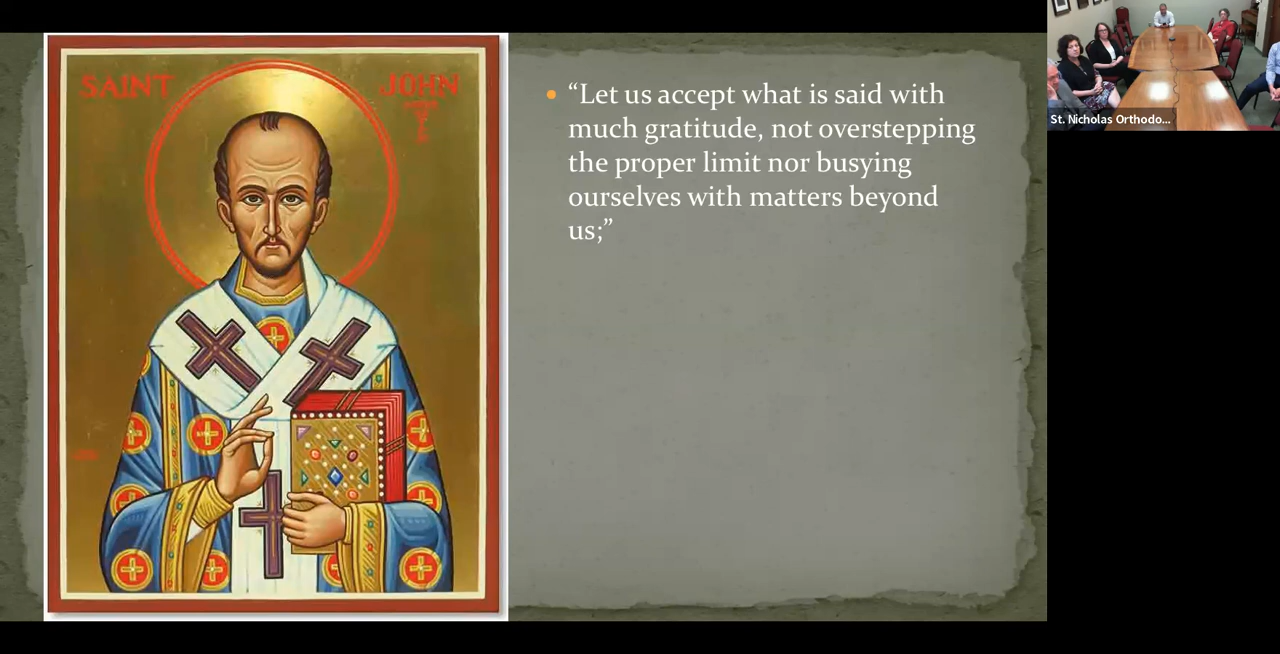 SAINT JOHN
“Let us accept what is said with
much gratitude, not overstepping
the proper limit nor busying
ourselves with matters beyond
us;”
St. Nicholas Orthodo...